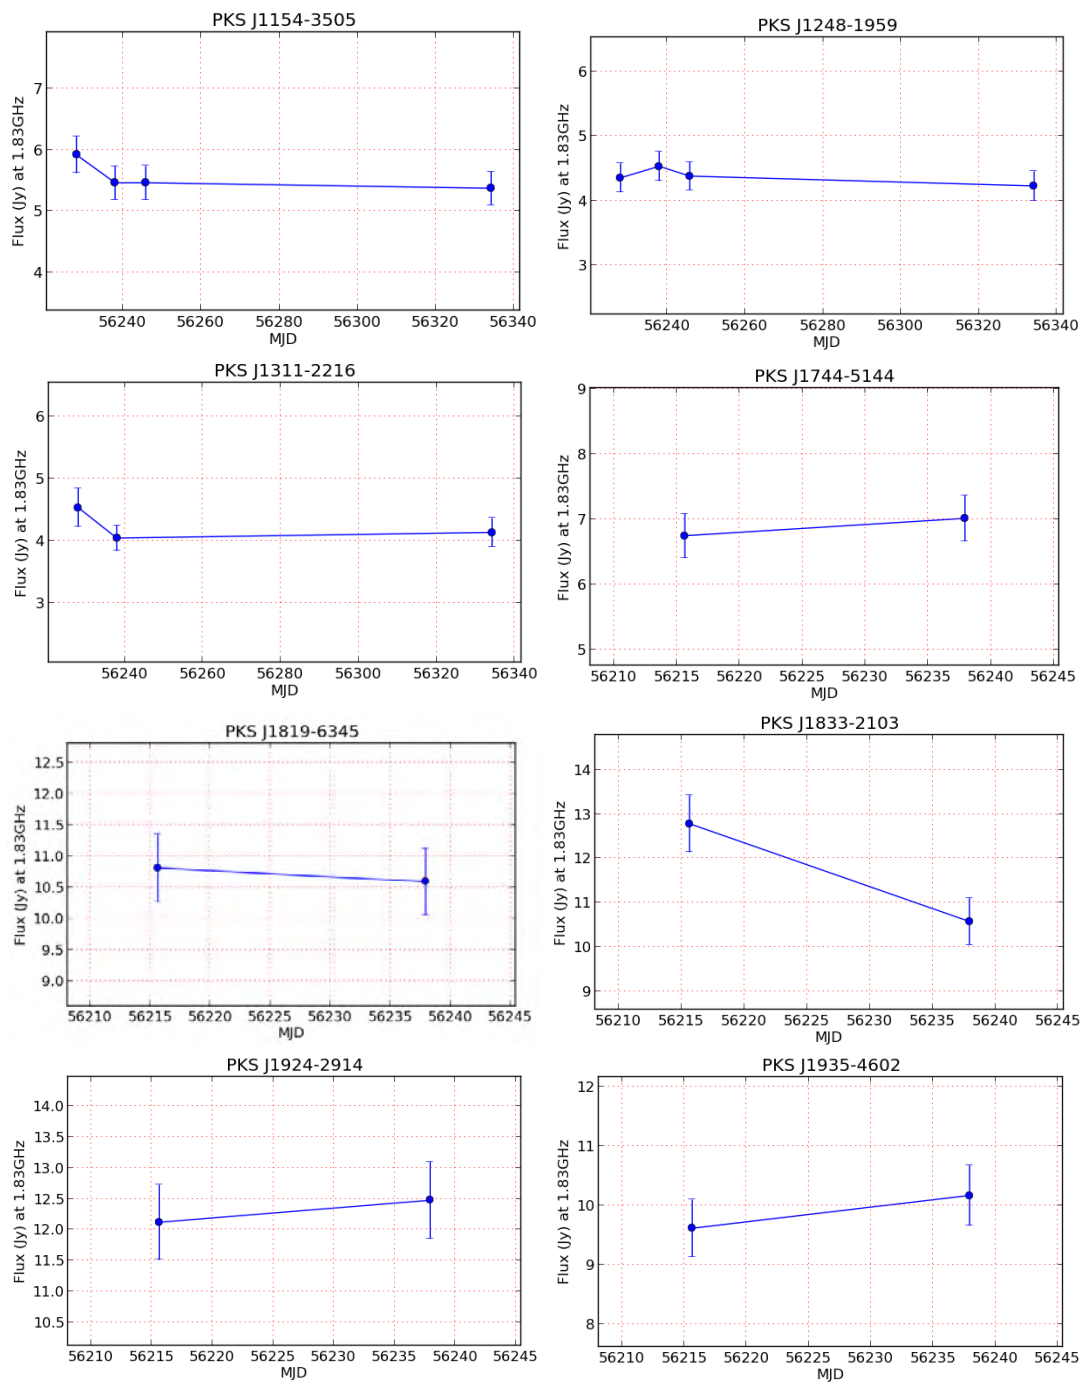 PKS J1154-3505
Flux (Jy) at 1.83GHz
7
6
5
4
56240 56260 56280 56300 56320 56340
MJD
PKS J1248-1959
Flux (Jy) at 1.83GHz
6
5
4
3
56240 56260 56280 56300 56320 56340
MJD
PKS J1311-2216
Flux (Jy) at 1.83GHz
6
5
4
3
56240 56260 56280 56300 56320 56340
MJD
PKS J1744-5144
Flux (Jy) at 1.83GHz
9
8
7
6
5
56210 56215 56220 56225 56230 56235 56240 56245
MJD
PKS J1819-6345
Flux (Jy) at 1.83GHz
12.5
12.0
11.5
11.0
10.5
10.0
9.5
9.0
56210 56215 56220 56225 56230 56235 56240 56245
MJD
PKS J1833-2103
Flux (Jy) at 1.83GHz
14
13
12
11
10
9
56210 56215 56220 56225 56230 56235 56240 56245
MJD
PKS J1924-2914
Flux (Jy) at 1.83GHz
14.0
13.5
13.0
12.5
12.0
11.5
11.0
10.5
56210 56215 56220 56225 56230 56235 56240 56245
MJD
PKS J1935-4602
Flux (Jy) at 1.83GHz
12
11
10
9
8
56210 56215 56220 56225 56230 56235 56240 56245
MJD